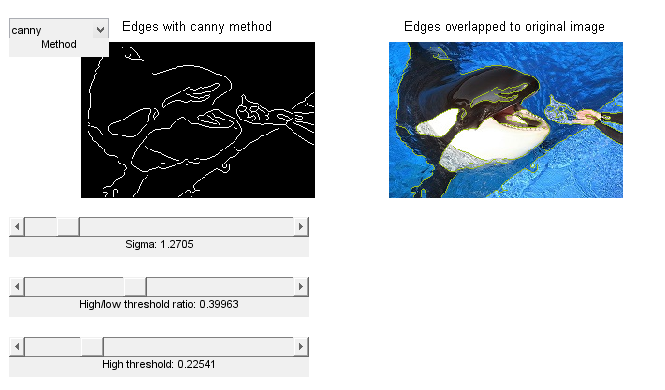 canny
Method
Edges with canny method
Edges overlapped to original image
Sigma: 1.2705
High/low threshold ratio: 0.39963
High threshold: 0.22541